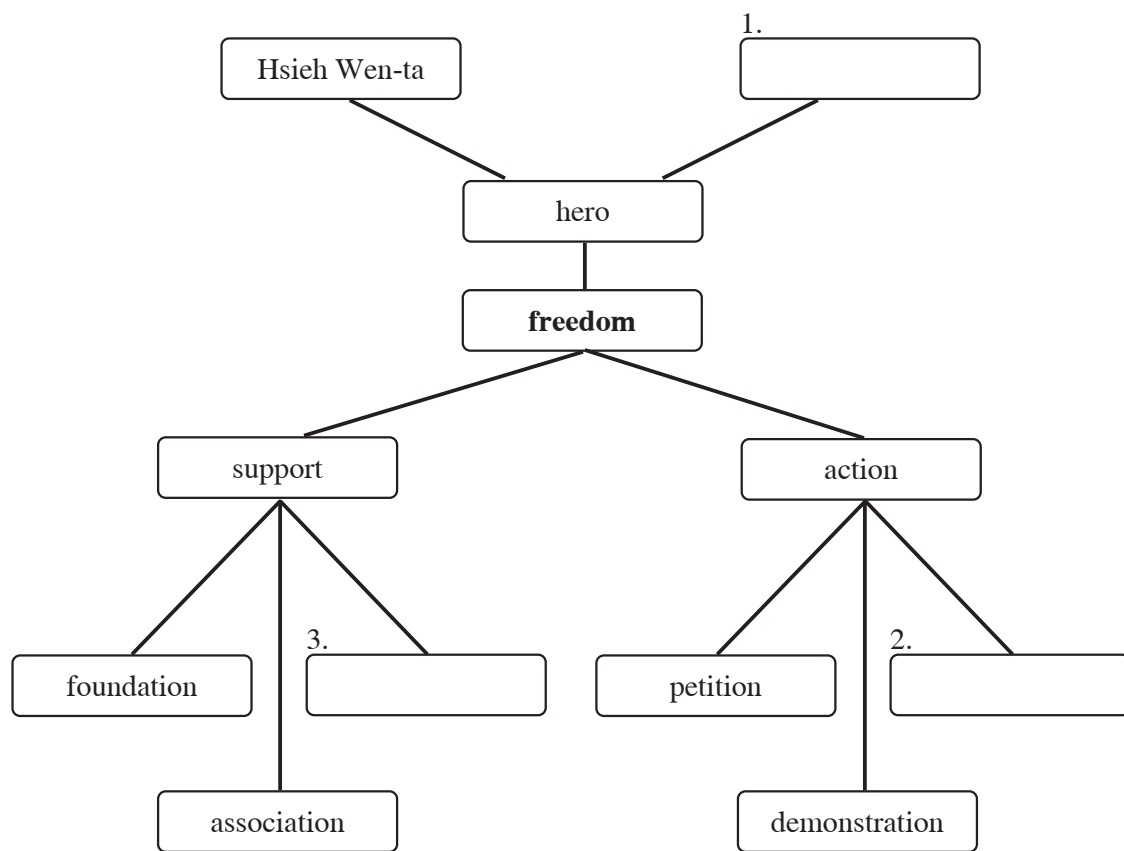 1.
Hsieh Wen-ta
hero
freedom
support
action
3.
2.
foundation
petition
association
demonstration